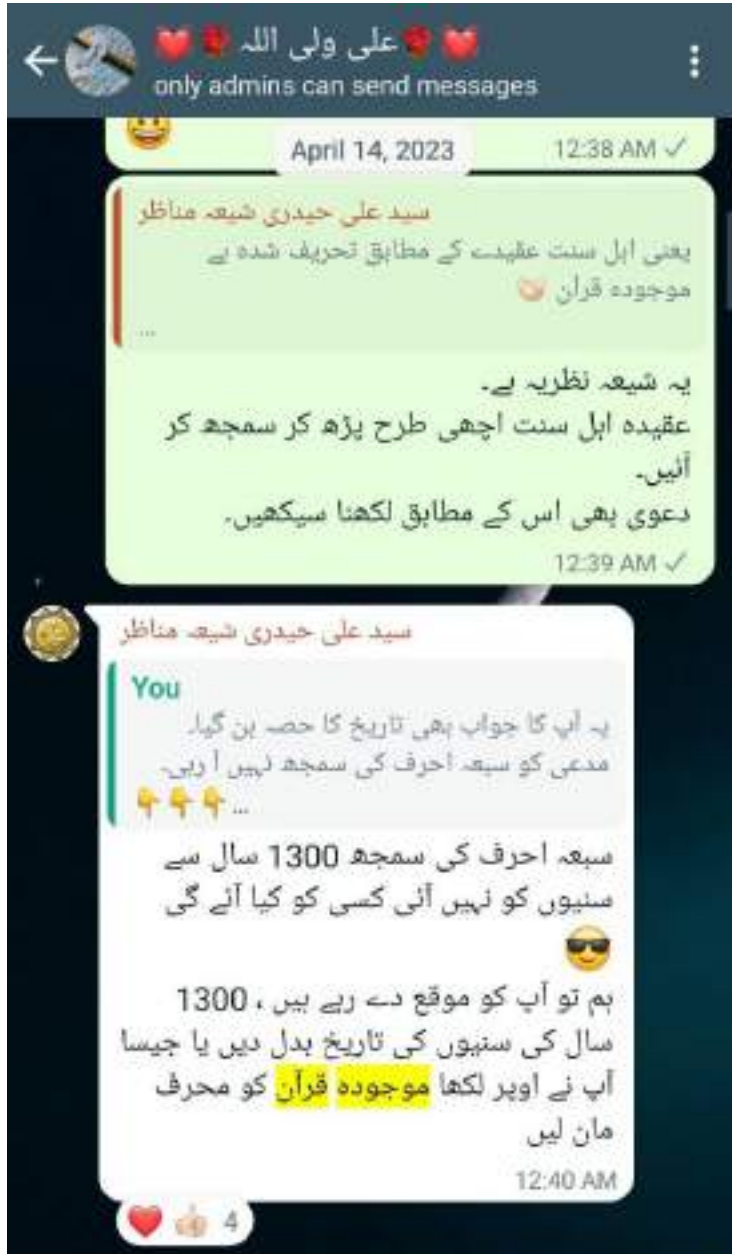 ❤️🌹علی ولی اللہ🌹❤️
only admins can send messages
12:38 AM
April 14, 2023
سید علی حیدری شیعہ مناظر
یعنی اہل سنت عقیدے کے مطابق تحریف شدہ ہے
موجودہ قرآن
...
یہ شیعہ نظریہ ہے۔
عقیدہ اہل سنت اچھی طرح پڑھ کر سمجھ کر
آئیں۔
دعوی بھی اس کے مطابق لکھنا سیکھیں۔
12:39 AM
سید علی حیدری شیعہ مناظر
You
یہ آپ کا جواب بھی تاریخ کا حصہ بن گیا۔
مدعی کو سبعہ احرف کی سمجھ نہیں آ رہی۔
👇👇👇...
سبعہ احرف کی سمجھ 1300 سال سے
سنیوں کو نہیں آئی کسی کو کیا آئے گی
😎
ہم تو آپ کو موقع دے رہے ہیں ، 1300
سال کی سنیوں کی تاریخ بدل دیں یا جیسا
آپ نے اوپر لکھا موجودہ قرآن کو محرف
مان لیں
12:40 AM
❤️👍🏻 4